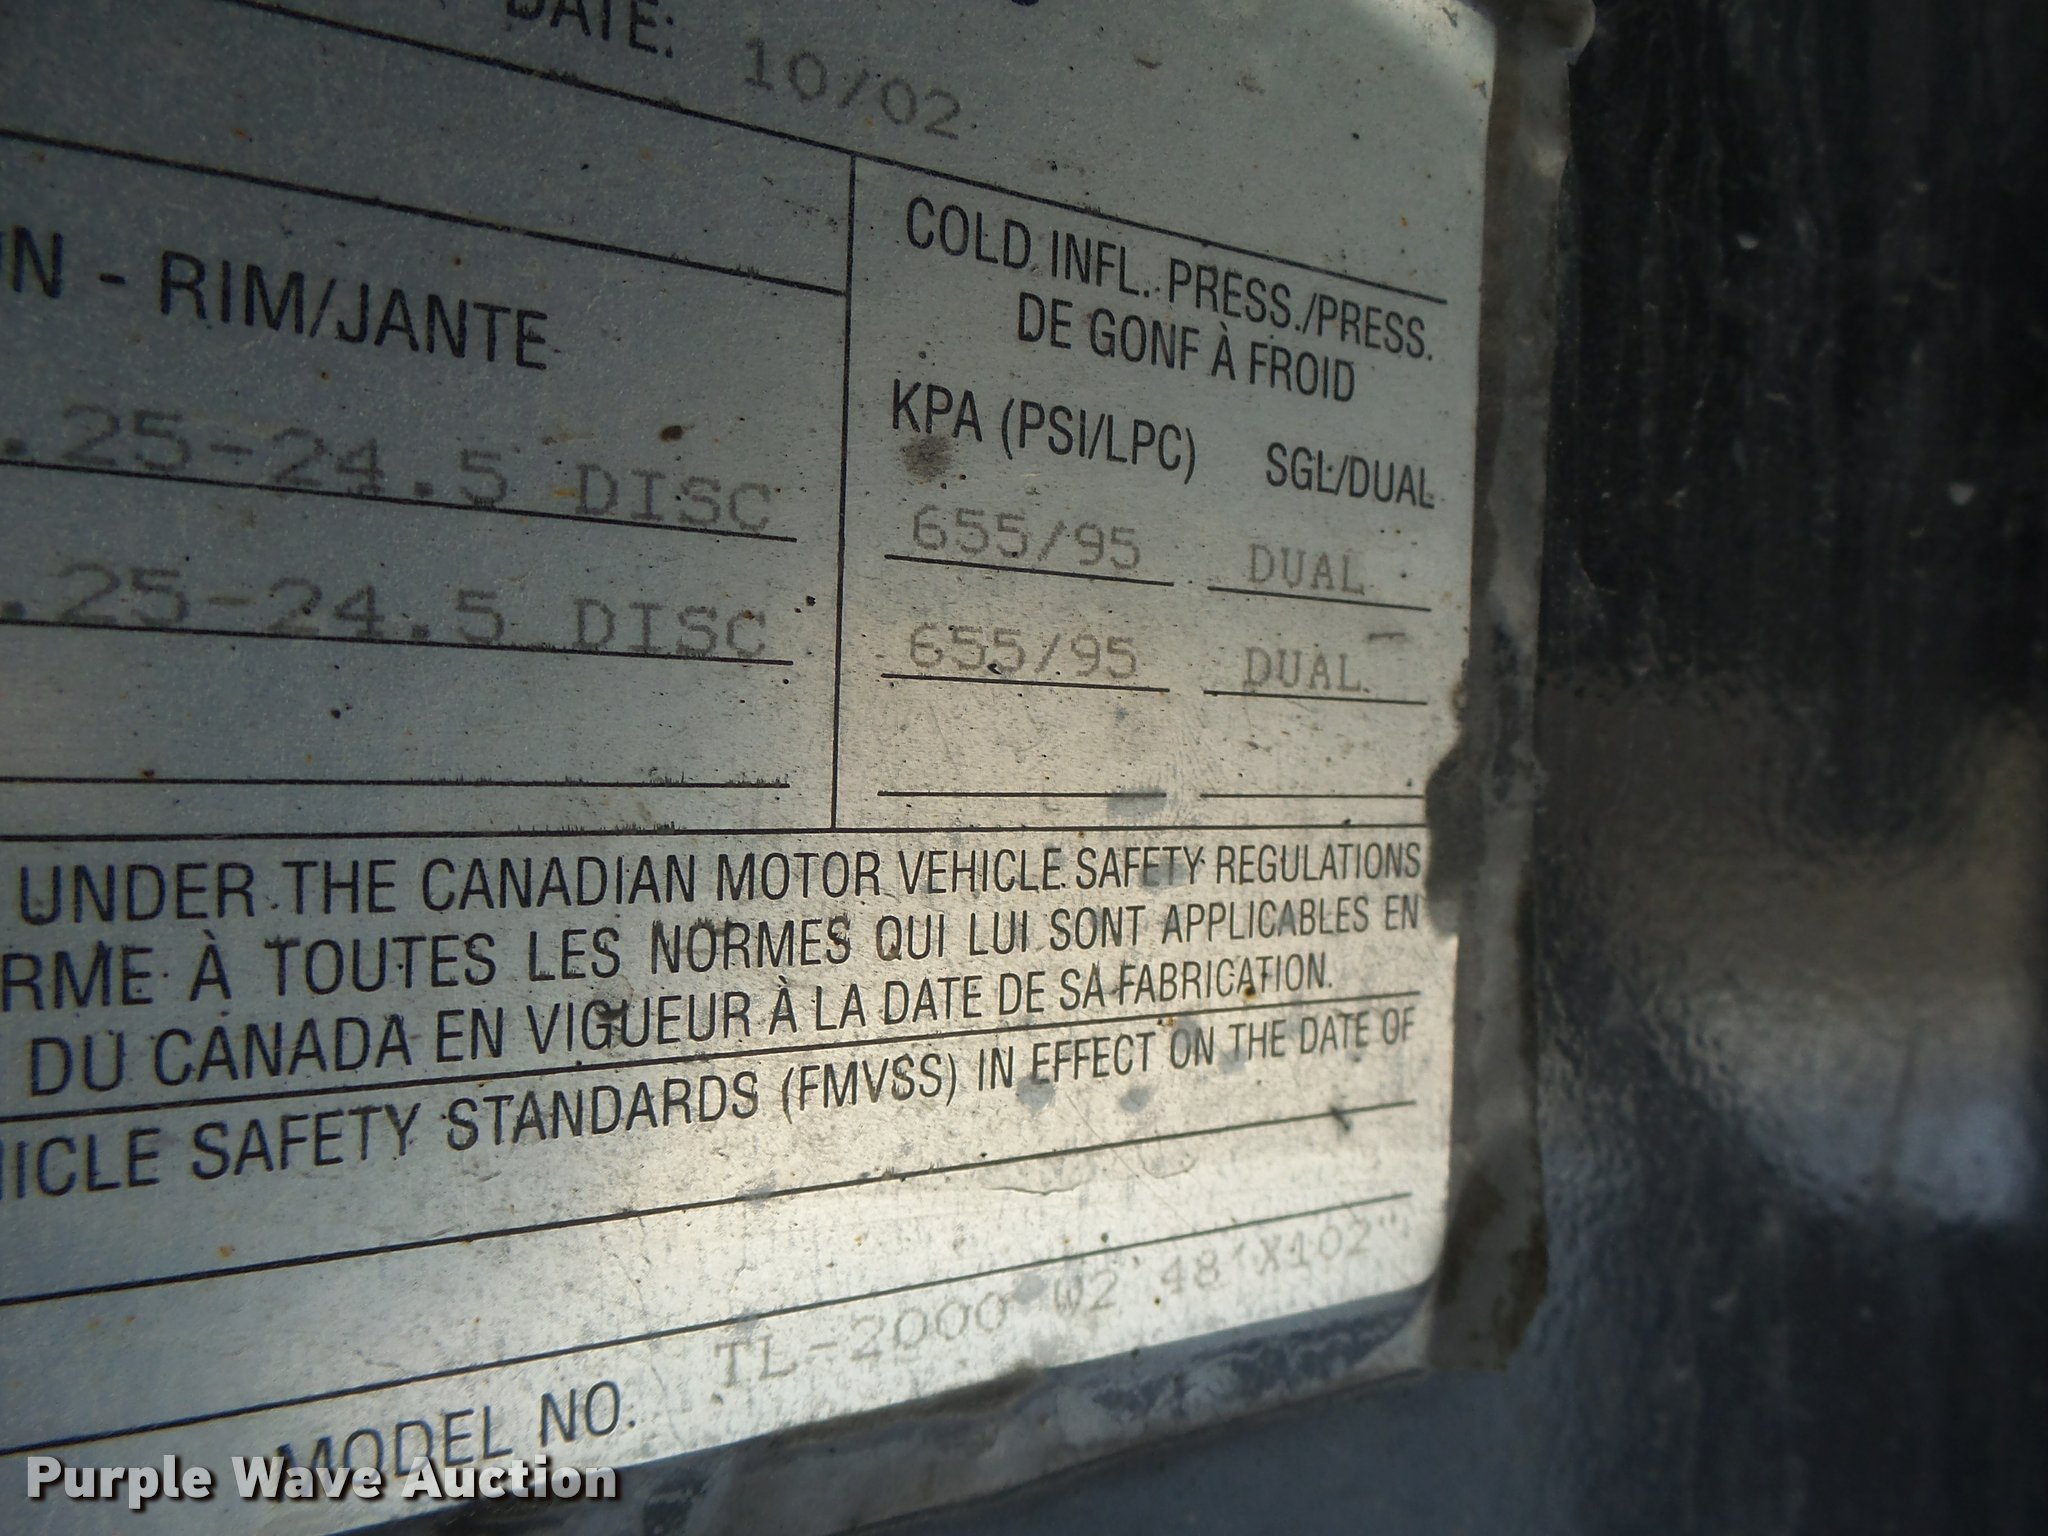 DATE: 10/02
- RIM/JANTE
COLD INFL. PRESS./PRESS.
DE GONF À FROID
KPA (PSI/LPC) SGL/DUAL
.25-24.5 DISC 655/95 DUAL
.25-24.5 DISC 655/95 DUAL
UNDER THE CANADIAN MOTOR VEHICLE SAFETY REGULATIONS
RME À TOUTES LES NORMES QUI LUI SONT APPLICABLES EN
DU CANADA EN VIGUEUR À LA DATE DE SA FABRICATION.
HICLE SAFETY STANDARDS (FMVSS) IN EFFECT ON THE DATE OF
MODEL NO. TL-2000 W2 48'X102"
Purple Wave Auction